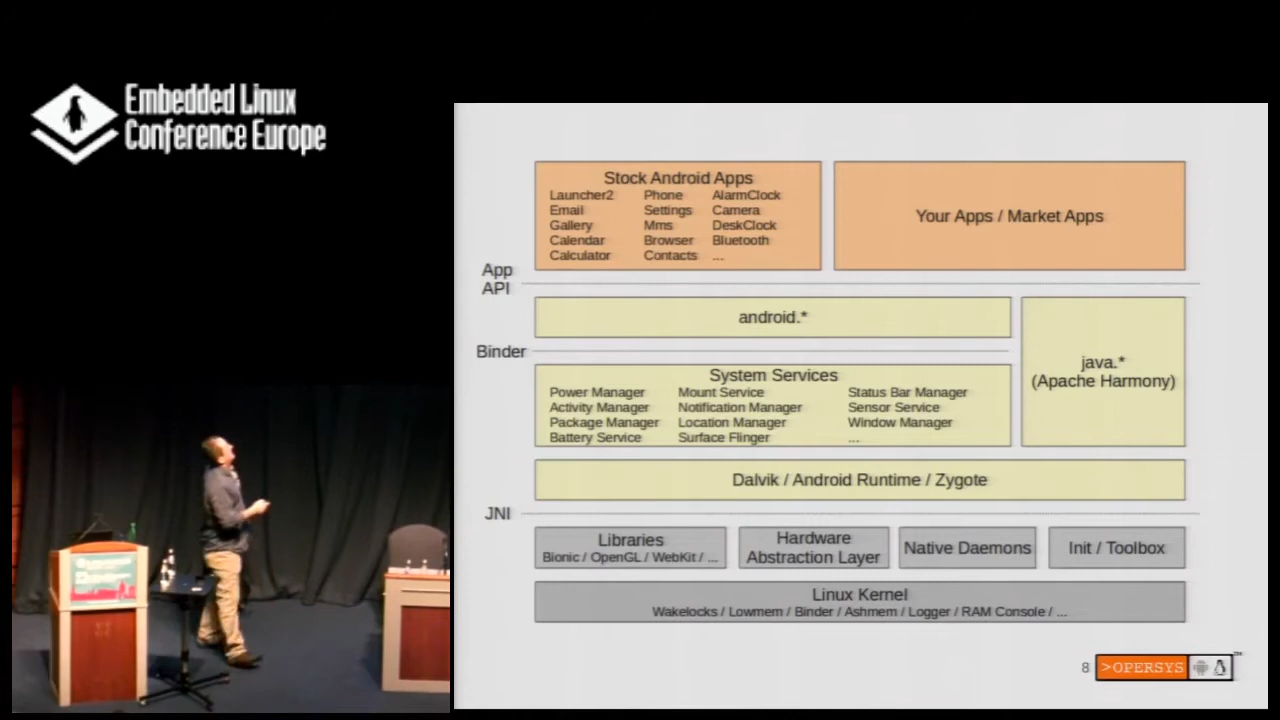 Embedded Linux
Conference Europe
Stock Android Apps
Launcher2 Phone AlarmClock
Email Settings Camera
Gallery Mms DeskClock
Calendar Browser Bluetooth
Calculator Contacts ...
Your Apps / Market Apps
App
API
android.*
java.*
(Apache Harmony)
Binder
System Services
Power Manager Mount Service Status Bar Manager
Activity Manager Notification Manager Sensor Service
Package Manager Location Manager Window Manager
Battery Service Surface Flinger ...
Dalvik / Android Runtime / Zygote
JNI
Libraries
Bionic / OpenGL / WebKit / ...
Hardware
Abstraction Layer
Native Daemons
Init / Toolbox
Linux Kernel
Wakelocks / Lowmem / Binder / Ashmem / Logger / RAM Console / ...
8 >OPERSYS ™